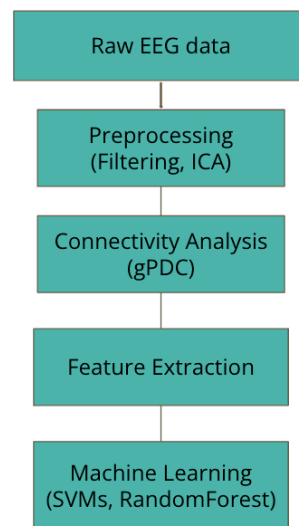 Raw EEG data
Preprocessing
(Filtering, ICA)
Connectivity Analysis
(gPDC)
Feature Extraction
Machine Learning
(SVMs, RandomForest)